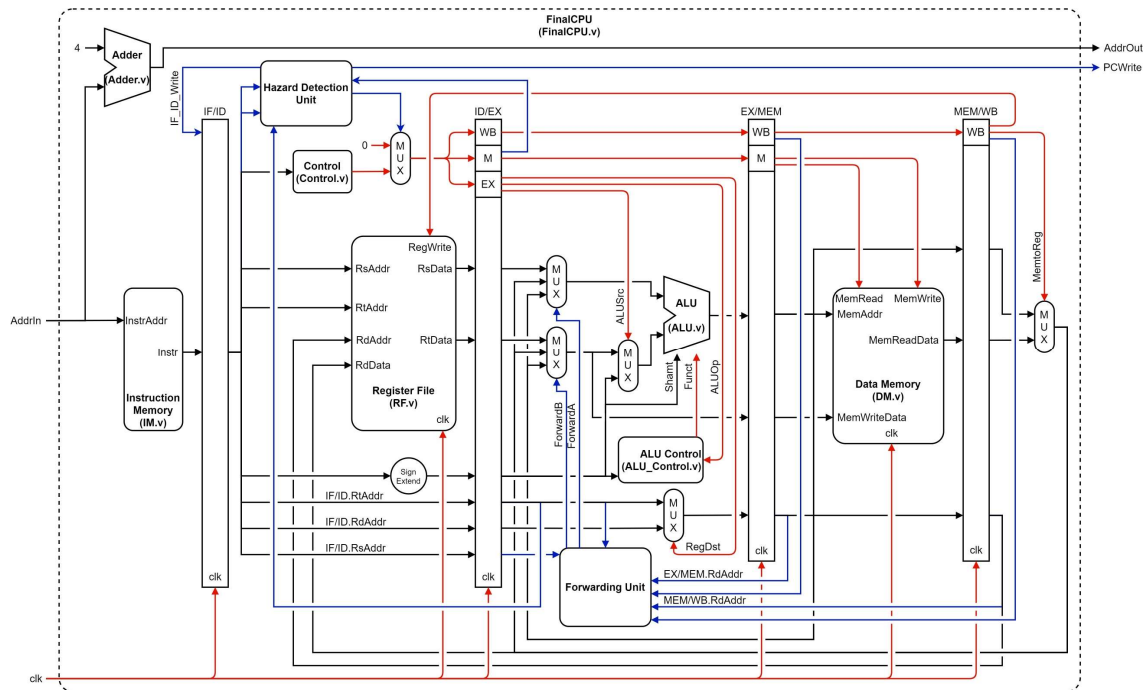 FinalCPU
(FinalCPU.v)
4
Adder
(Adder.v)
AddrOut
PCWrite
IF_ID_Write
Hazard Detection
Unit
IF/ID
ID/EX
EX/MEM
MEM/WB
0
M
U
X
WB
M
EX
WB
M
WB
Control
(Control.v)
RegWrite
RsAddr
RsData
RtAddr
RdAddr
RtData
RdData
Register File
(RF.v)
clk
AddrIn
InstrAddr
Instr
Instruction
Memory
(IM.v)
M
U
X
M
U
X
ALUSrc
M
U
X
ALU
(ALU.v)
Shamt
Funct
ALUOp
MemtoReg
MemRead
MemWrite
MemAddr
MemReadData
Data Memory
(DM.v)
MemWriteData
clk
M
U
X
ForwardB
ForwardA
ALU Control
(ALU_Control.v)
Sign
Extend
IF/ID.RtAddr
IF/ID.RdAddr
IF/ID.RsAddr
M
U
X
RegDst
Forwarding Unit
EX/MEM.RdAddr
MEM/WB.RdAddr
clk
clk
clk
clk
clk